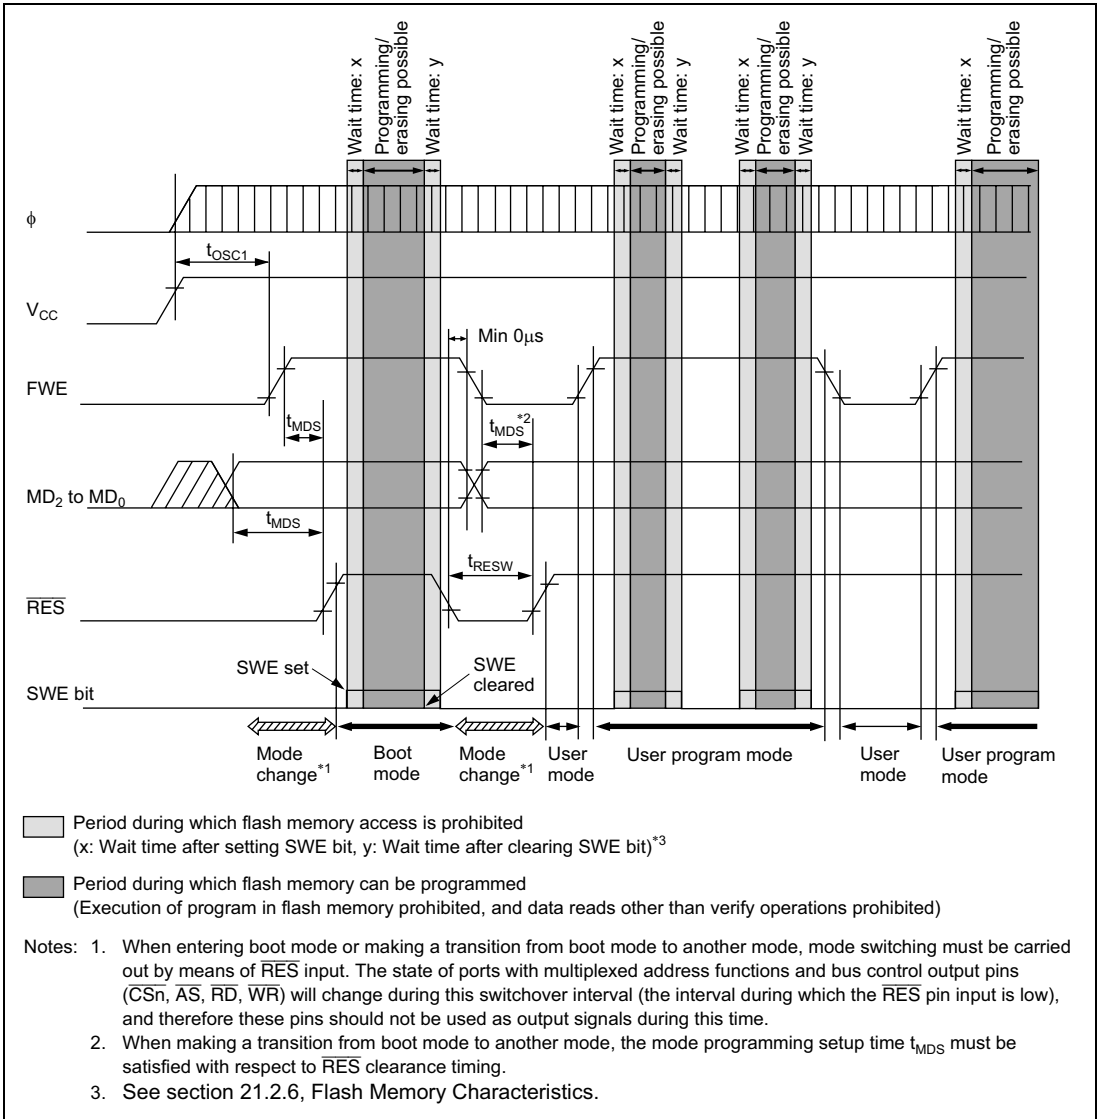 Wait time: x
Programming/
erasing possible
Wait time: y
Wait time: x
Programming/
erasing possible
Wait time: y
Wait time: x
Programming/
erasing possible
Wait time: y
Wait time: x
Programming/
erasing possible
ϕ
tOSC1
VCC
Min 0μs
FWE
tMDS
tMDS*2
MD2 to MD0
tMDS
tRESW
RES
SWE set
SWE
cleared
SWE bit
Mode
change*1
Boot
mode
Mode
change*1
User
mode
User program mode
User
mode
User program
mode
Period during which flash memory access is prohibited
(x: Wait time after setting SWE bit, y: Wait time after clearing SWE bit)*3
Period during which flash memory can be programmed
(Execution of program in flash memory prohibited, and data reads other than verify operations prohibited)
Notes: 1. When entering boot mode or making a transition from boot mode to another mode, mode switching must be carried
out by means of RES input. The state of ports with multiplexed address functions and bus control output pins
(CSn, AS, RD, WR) will change during this switchover interval (the interval during which the RES pin input is low),
and therefore these pins should not be used as output signals during this time.
2. When making a transition from boot mode to another mode, the mode programming setup time tMDS must be
satisfied with respect to RES clearance timing.
3. See section 21.2.6, Flash Memory Characteristics.